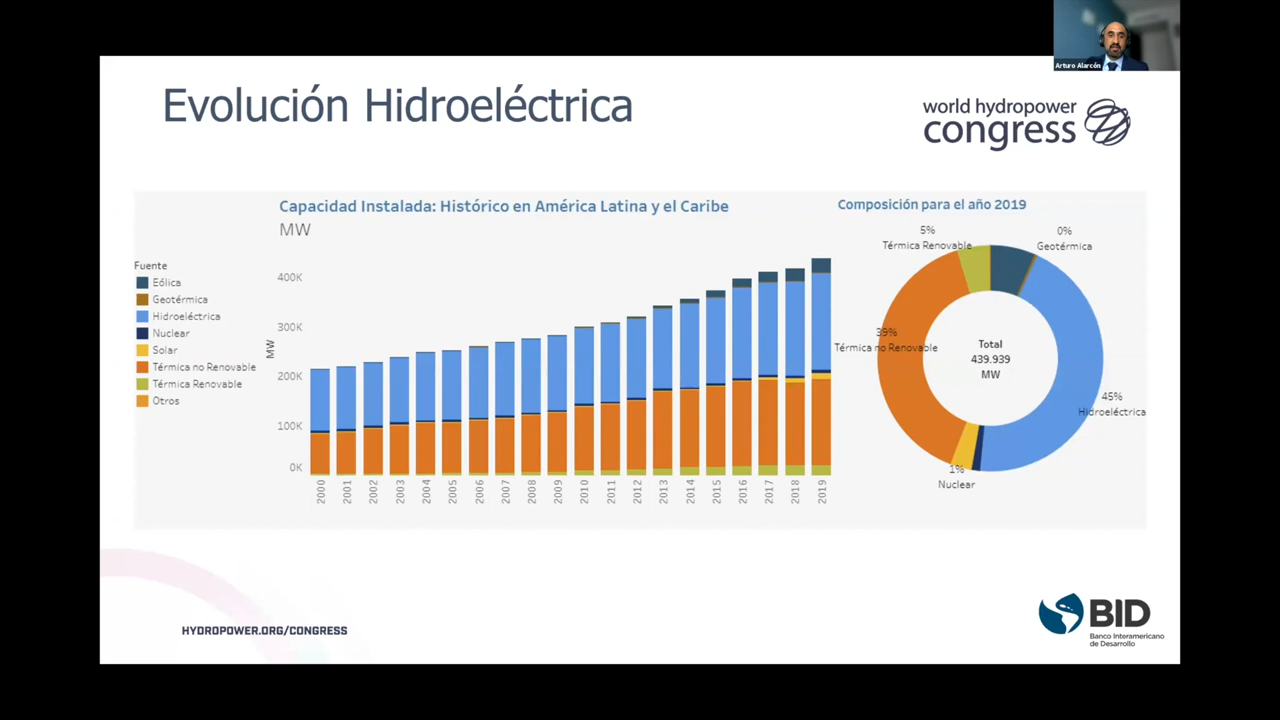 Arturo Alarcón
Evolución Hidroeléctrica
world hydropower
congress
Capacidad Instalada: Histórico en América Latina y el Caribe
MW
Fuente
Eólica
Geotérmica
Hidroeléctrica
Nuclear
Solar
Térmica no Renovable
Térmica Renovable
Otros
MW
400K
300K
200K
100K
0K
2000
2001
2002
2003
2004
2005
2006
2007
2008
2009
2010
2011
2012
2013
2014
2015
2016
2017
2018
2019
Composición para el año 2019
5%
Térmica Renovable
0%
Geotérmica
39%
Térmica no Renovable
Total
439.939
MW
45%
Hidroeléctrica
1%
Nuclear
HYDROPOWER.ORG/CONGRESS
BID
Banco Interamericano
de Desarrollo